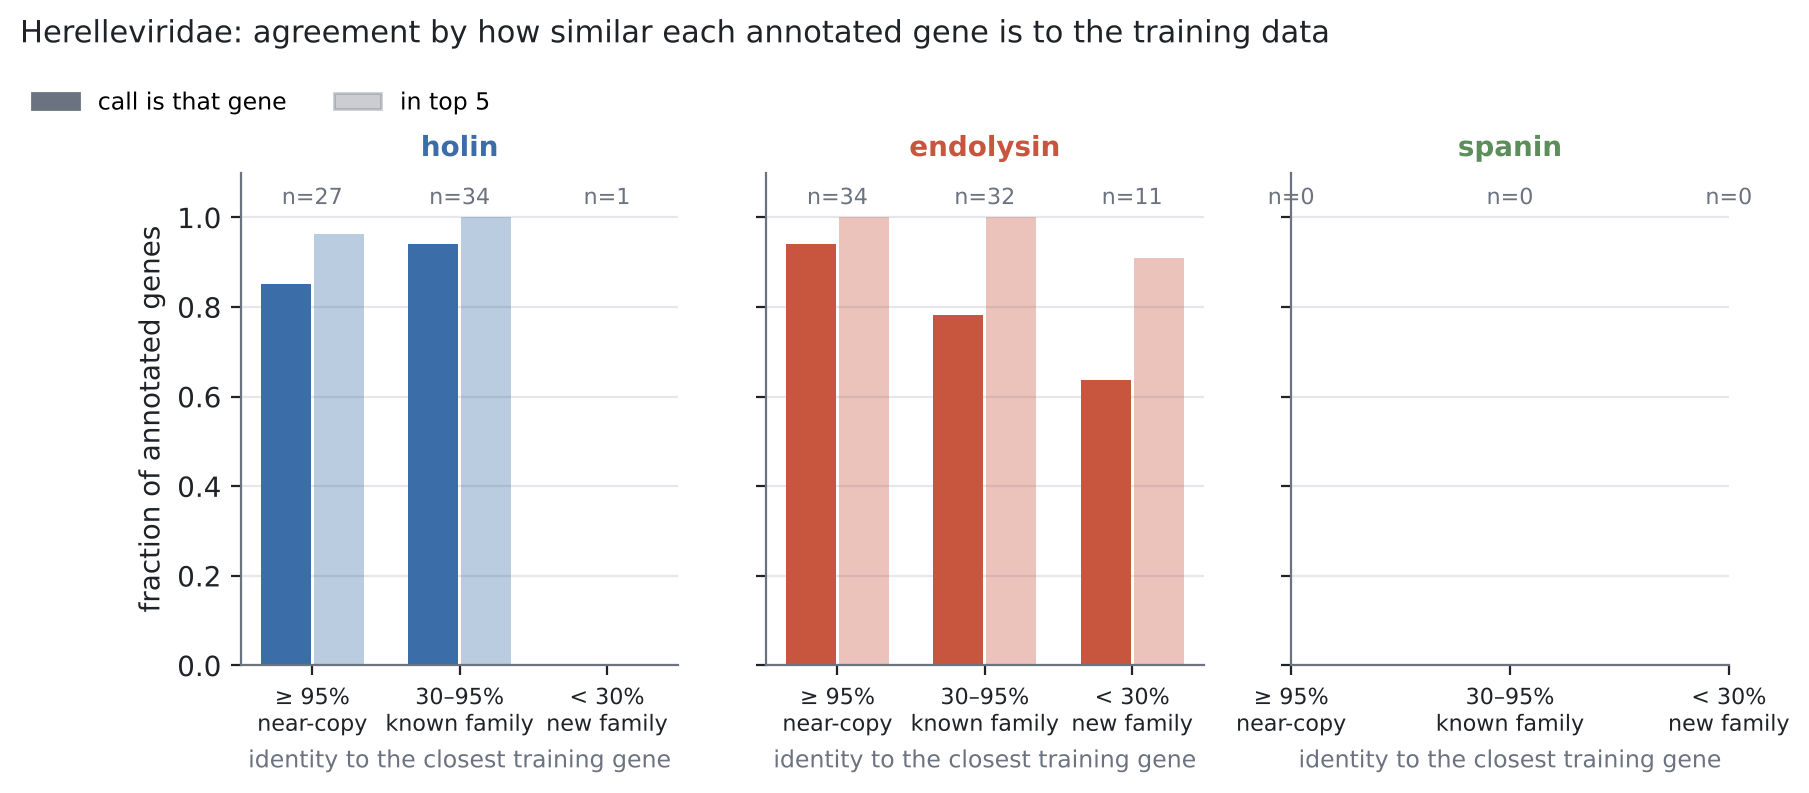 Herelleviridae: agreement by how similar each annotated gene is to the training data
call is that gene
in top 5
holin
endolysin
spanin
n=27
n=34
n=1
n=34
n=32
n=11
n=0
n=0
n=0
fraction of annotated genes
1.0
0.8
0.6
0.4
0.2
0.0
≥ 95%
near-copy
30–95%
known family
< 30%
new family
≥ 95%
near-copy
30–95%
known family
< 30%
new family
≥ 95%
near-copy
30–95%
known family
< 30%
new family
identity to the closest training gene
identity to the closest training gene
identity to the closest training gene